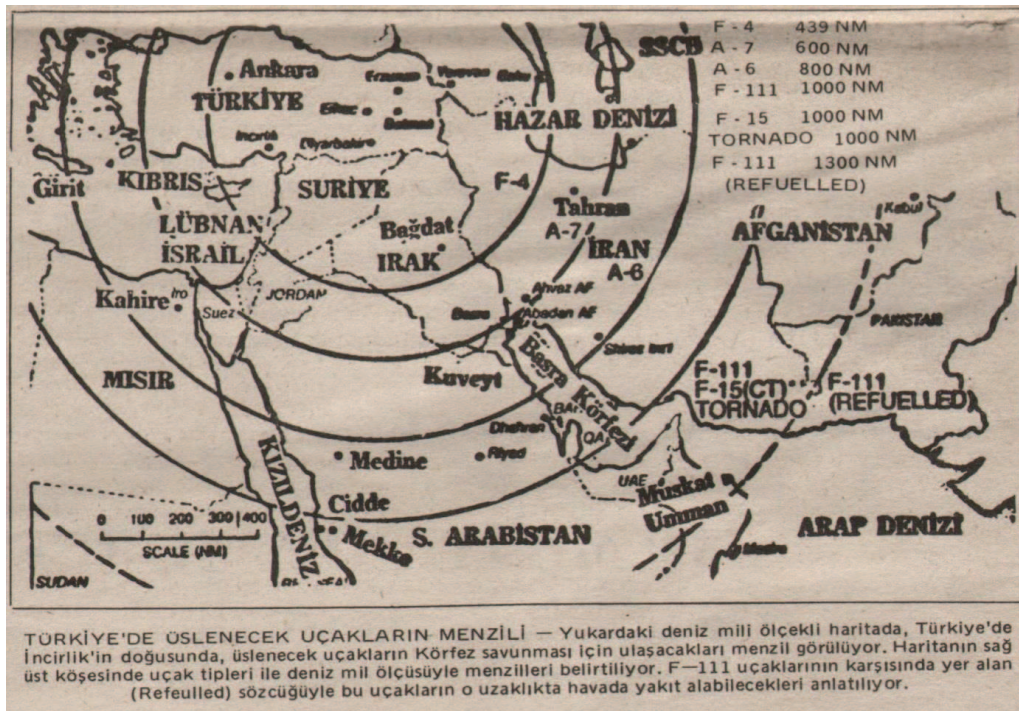 F - 4 439 NM
A - 7 600 NM
A - 6 800 NM
F - 111 1000 NM
F - 15 1000 NM
TORNADO 1000 NM
F - 111 1300 NM
(REFUELLED)
SSCB
Ankara
TÜRKİYE
HAZAR DENİZİ
Girit
KIBRIS
SURİYE
F-4
Kabul
LÜBNAN
Tahran
AFGANİSTAN
Bağdat
A-7
İSRAİL
IRAK
İRAN
A-6
Kahire
JORDAN
Ahvaz AF
Suez
Abadan AF
PAKISTAN
MISIR
Kuveyt
Basra Körfezi
F-111
F-15(CT)
TORNADO
F-111
(REFUELLED)
Dhahran
Medine
Riyad
QA
UAE
Muskat
Umman
KIZILDENİZ
Cidde
Mekke
S. ARABİSTAN
ARAP DENİZİ
0 100 200 300 400
SCALE (NM)
SUDAN
TÜRKİYE'DE ÜSLENECEK UÇAKLARIN MENZİLİ — Yukardaki deniz mili ölçekli haritada, Türkiye'de
İncirlik'in doğusunda, üslenecek uçakların Körfez savunması için ulaşacakları menzil görülüyor. Haritanın sağ
üst köşesinde uçak tipleri ile deniz mil ölçüsüyle menzilleri belirtiliyor. F—111 uçaklarının karşısında yer alan
(Refeulled) sözcüğüyle bu uçakların o uzaklıkta havada yakıt alabilecekleri anlatılıyor.